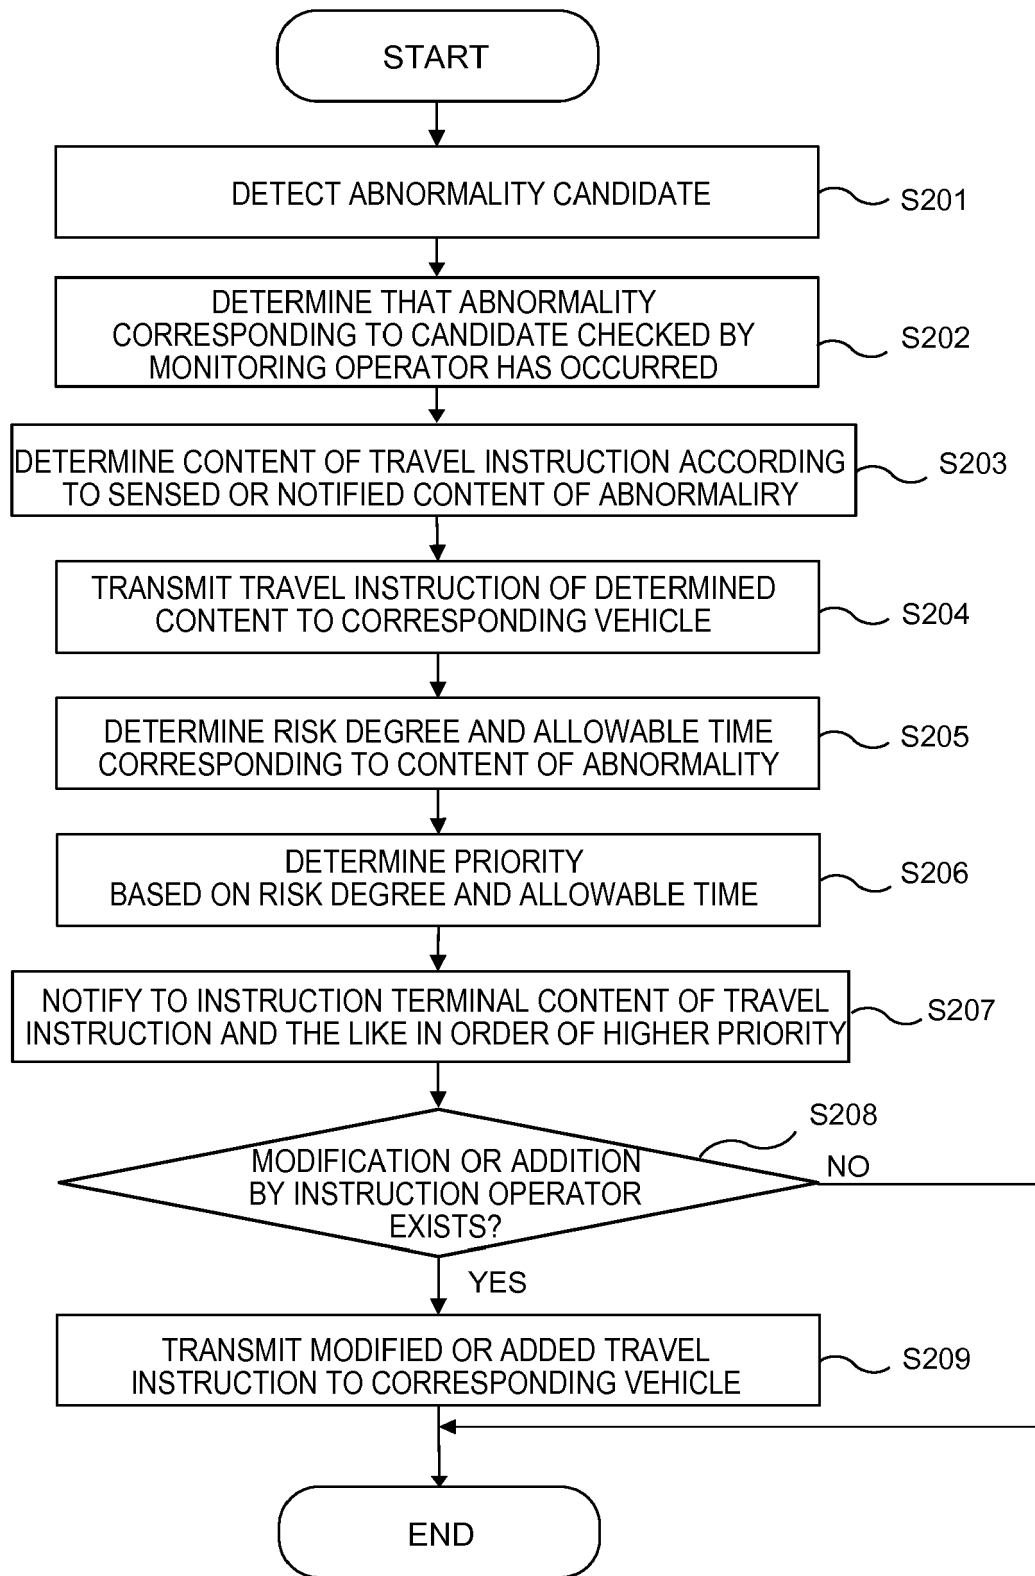 START
DETECT ABNORMALITY CANDIDATE
S201
DETERMINE THAT ABNORMALITY
CORRESPONDING TO CANDIDATE CHECKED BY
MONITORING OPERATOR HAS OCCURRED
S202
DETERMINE CONTENT OF TRAVEL INSTRUCTION ACCORDING
TO SENSED OR NOTIFIED CONTENT OF ABNORMALIRY
S203
TRANSMIT TRAVEL INSTRUCTION OF DETERMINED
CONTENT TO CORRESPONDING VEHICLE
S204
DETERMINE RISK DEGREE AND ALLOWABLE TIME
CORRESPONDING TO CONTENT OF ABNORMALITY
S205
DETERMINE PRIORITY
BASED ON RISK DEGREE AND ALLOWABLE TIME
S206
NOTIFY TO INSTRUCTION TERMINAL CONTENT OF TRAVEL
INSTRUCTION AND THE LIKE IN ORDER OF HIGHER PRIORITY
S207
S208
MODIFICATION OR ADDITION
BY INSTRUCTION OPERATOR
EXISTS?
NO
YES
TRANSMIT MODIFIED OR ADDED TRAVEL
INSTRUCTION TO CORRESPONDING VEHICLE
S209
END